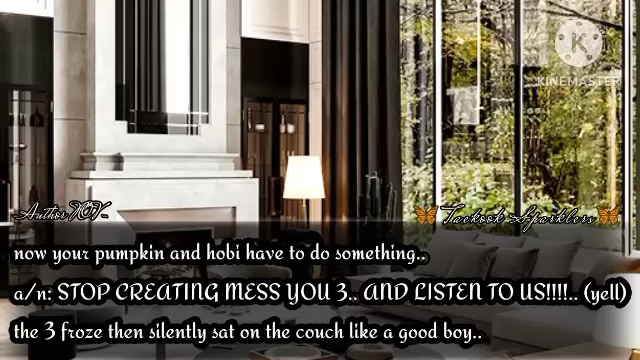 KINEMASTER
Author POV..
🦋 Taekook Sparklers 🦋
now your pumpkin and hobi have to do something..
a/n: STOP CREATING MESS YOU 3.. AND LISTEN TO US!!!!.. (yell)
the 3 froze then silently sat on the couch like a good boy..